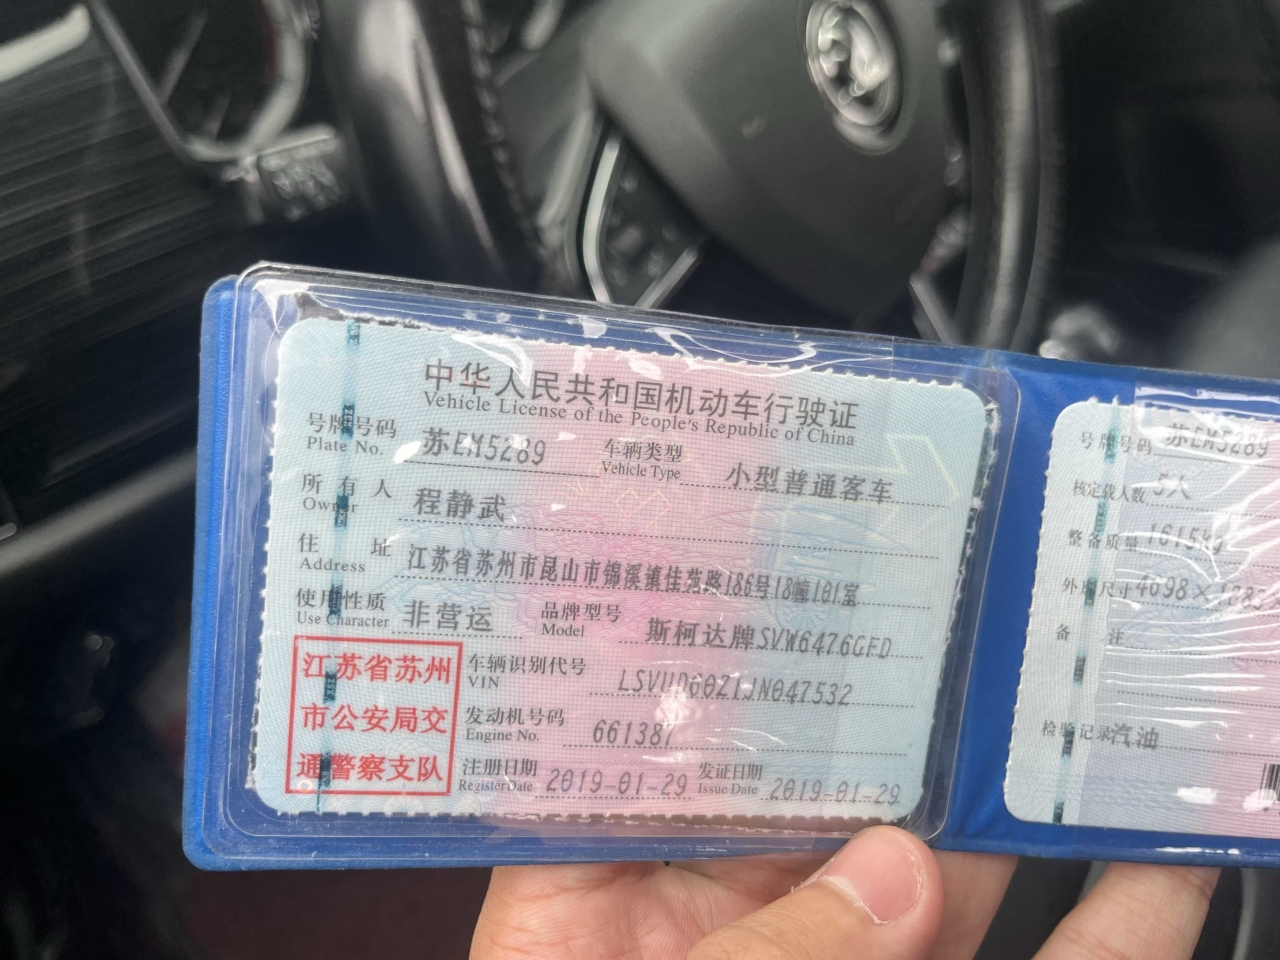 中华人民共和国机动车行驶证
Vehicle License of the People's Republic of China
号牌号码 苏EM5289 车辆类型 小型普通客车
Plate No. Vehicle Type
所有人 程静武
Owner
住址 江苏省苏州市昆山市锦溪镇佳苑路186号18幢101室
Address
使用性质 非营运 品牌型号 斯柯达牌SVW6476GFD
Use Character Model
江苏省苏州
市公安局交
通警察支队
车辆识别代号
VIN
发动机号码
Engine No.
注册日期 2019-01-29 发证日期 2019-01-29
Register Date Issue Date
号牌号码 苏EM5289
核定载人数 5人
整备质量 1615kg
外廓尺寸 4698×1883
备注
检验记录 汽油